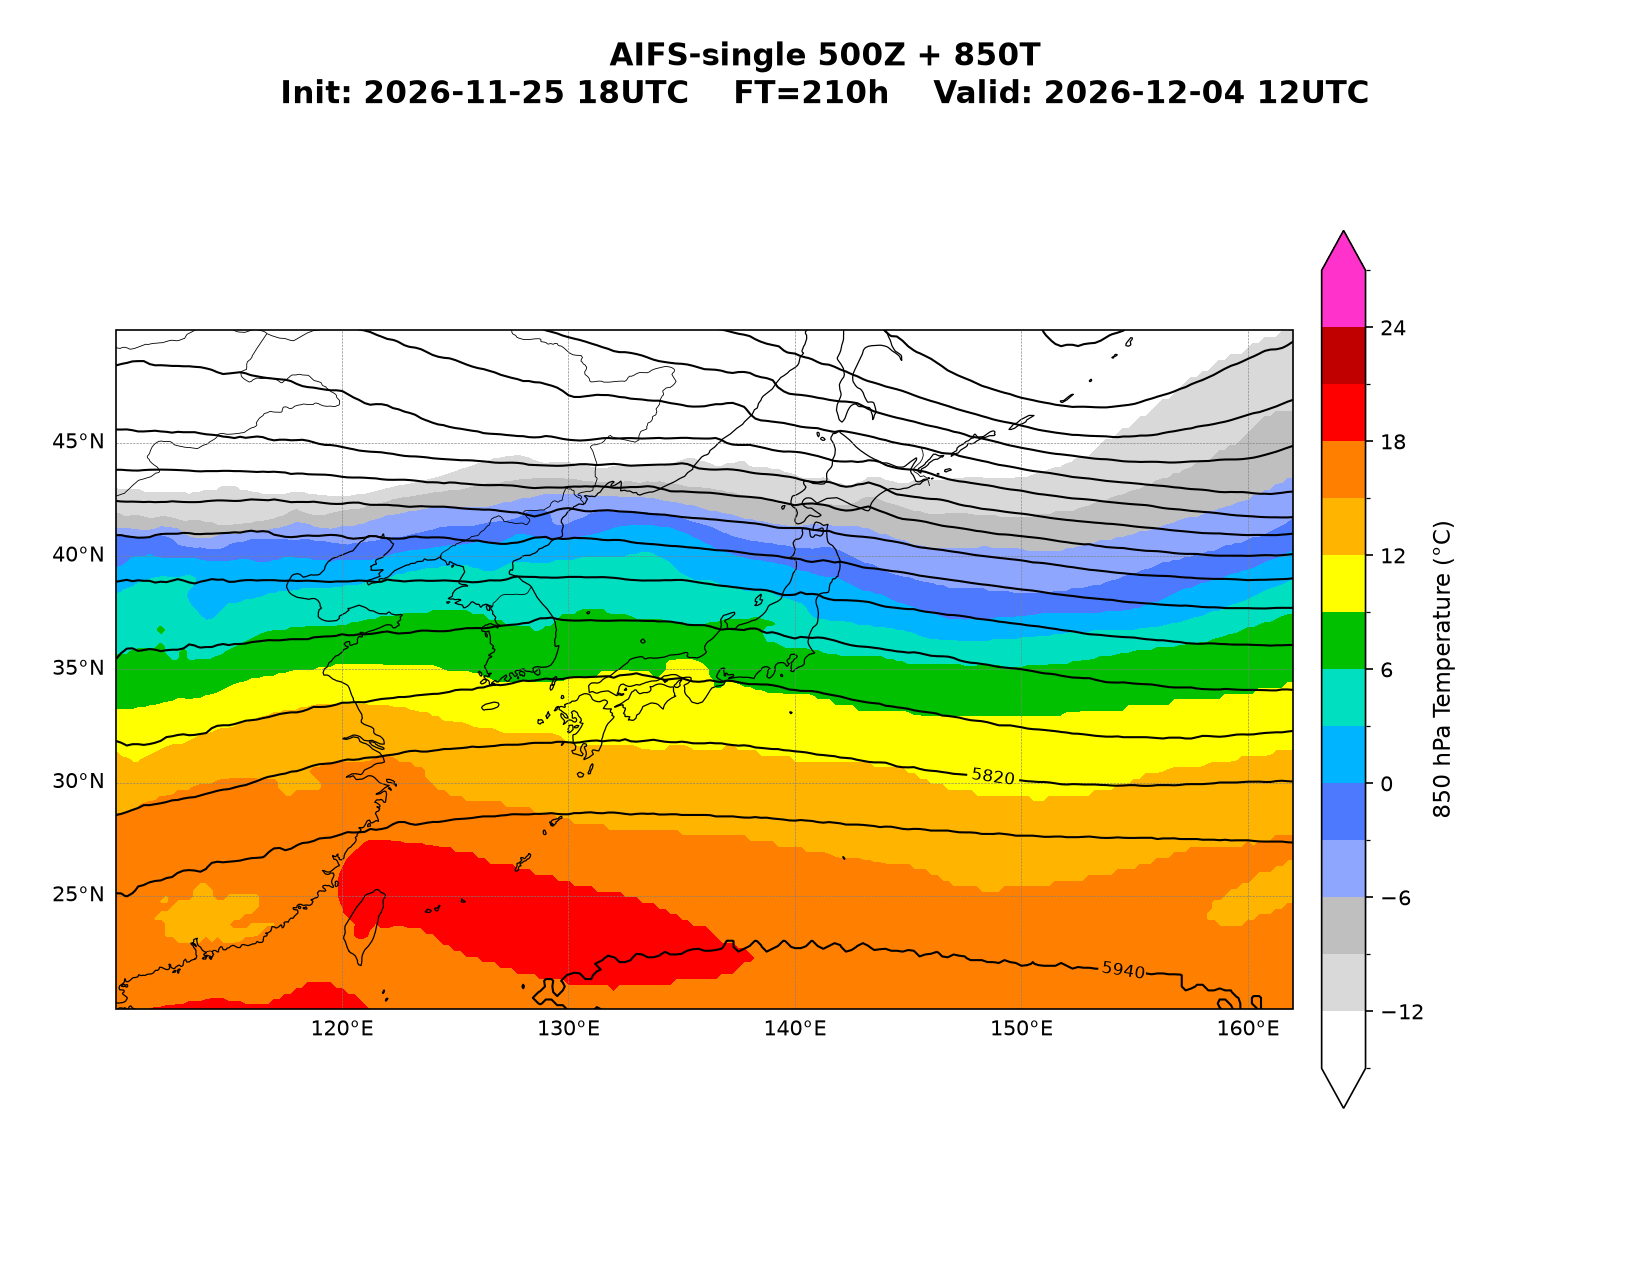 AIFS-single 500Z + 850T
Init: 2026-11-25 18UTC    FT=210h    Valid: 2026-12-04 12UTC
45°N
40°N
35°N
30°N
25°N
120°E
130°E
140°E
150°E
160°E
5820
5940
24
18
12
6
0
−6
−12
850 hPa Temperature (°C)